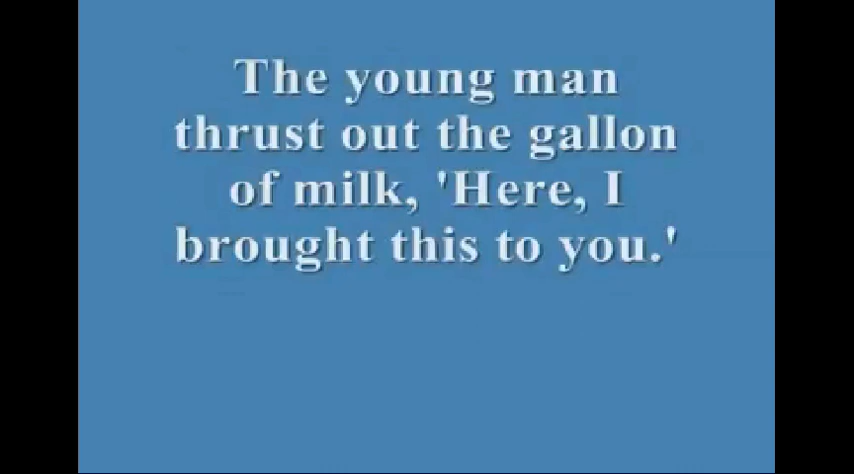 The young man
thrust out the gallon
of milk, 'Here, I
brought this to you.'